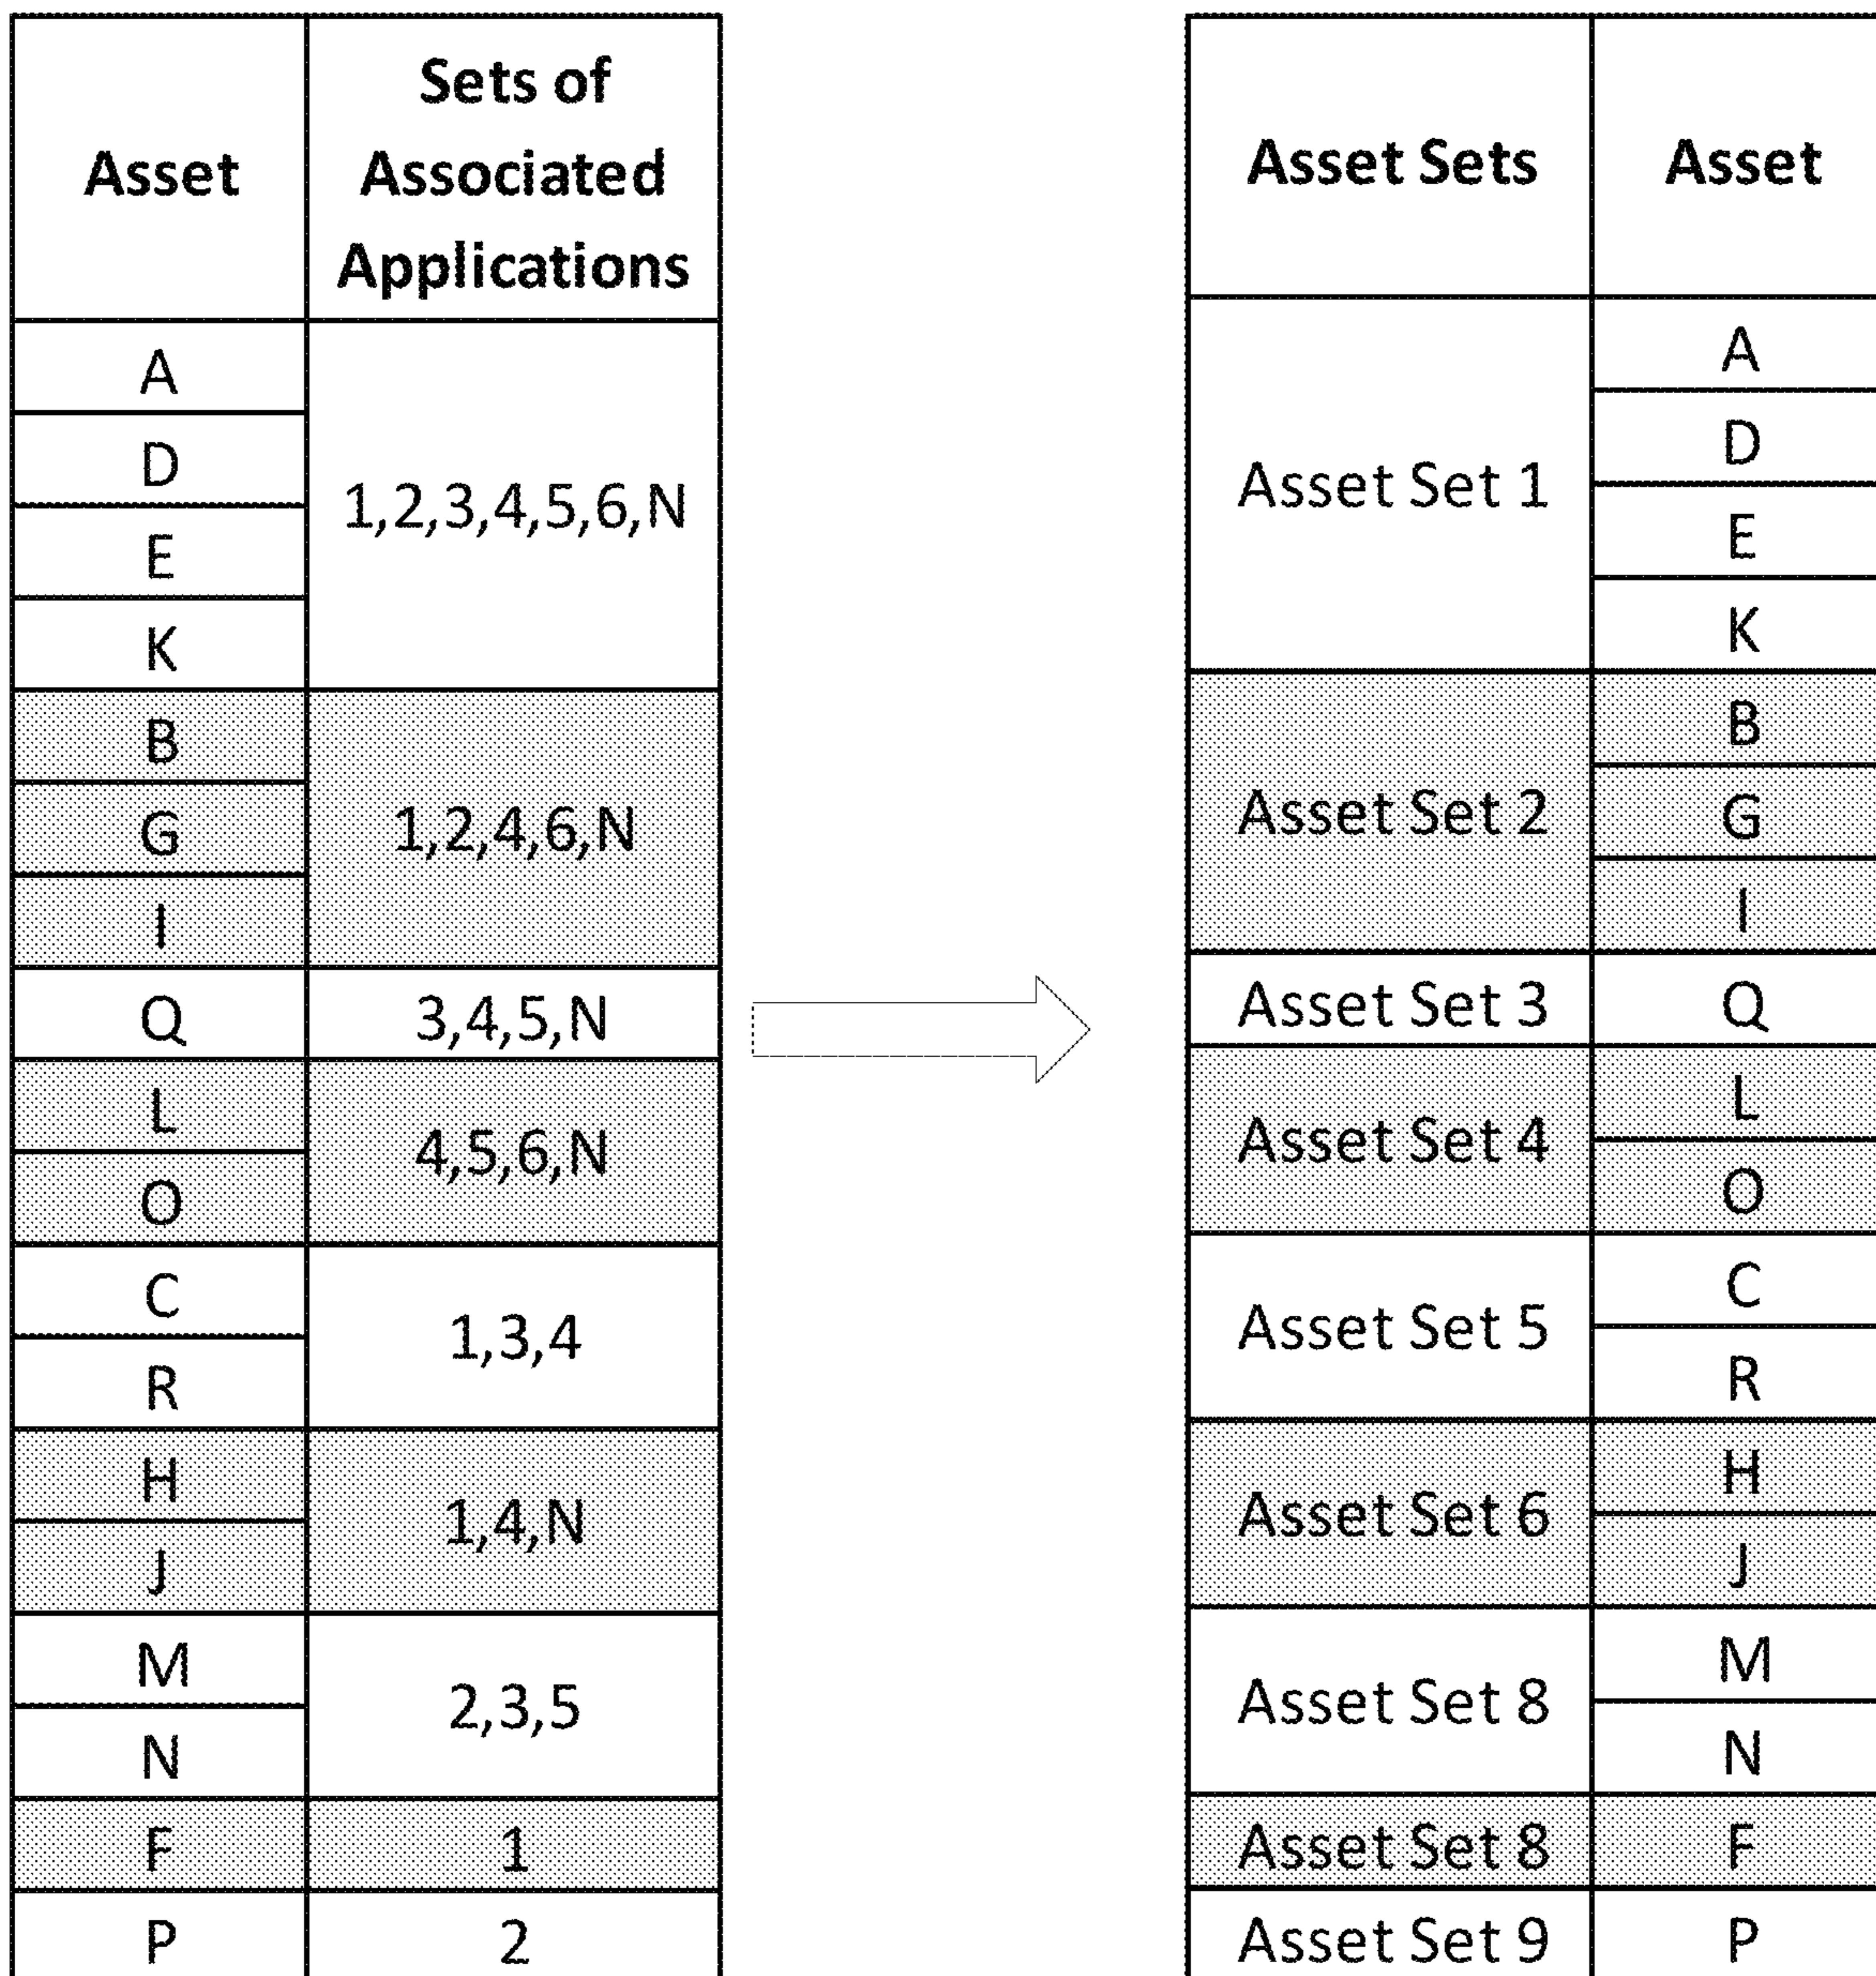 Asset
Sets of
Associated
Applications
A
D
E
K
1,2,3,4,5,6,N
B
G
I
1,2,4,6,N
Q
3,4,5,N
L
O
4,5,6,N
C
R
1,3,4
H
J
1,4,N
M
N
2,3,5
F
1
P
2
Asset Sets
Asset
Asset Set 1
A
D
E
K
Asset Set 2
B
G
I
Asset Set 3
Q
Asset Set 4
L
O
Asset Set 5
C
R
Asset Set 6
H
J
Asset Set 8
M
N
Asset Set 8
F
Asset Set 9
P